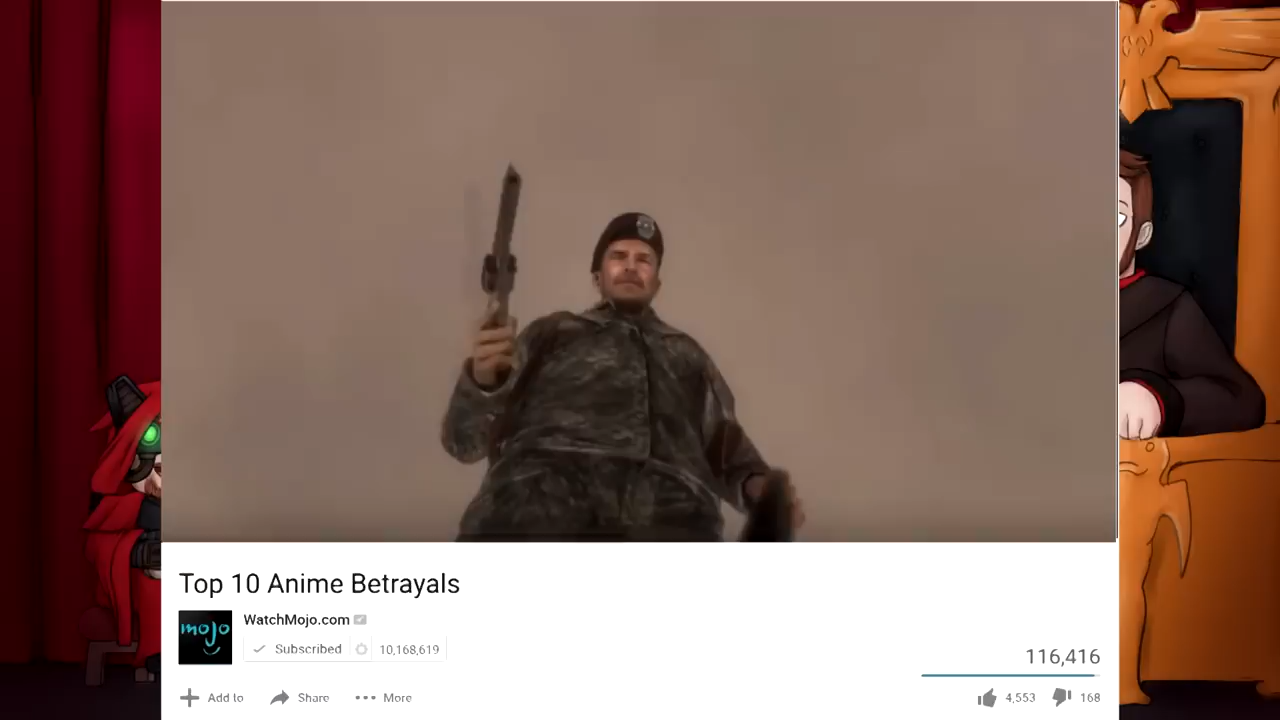 Top 10 Anime Betrayals
mojo
WatchMojo.com
Subscribed 10,168,619
116,416
Add to Share More 4,553 168